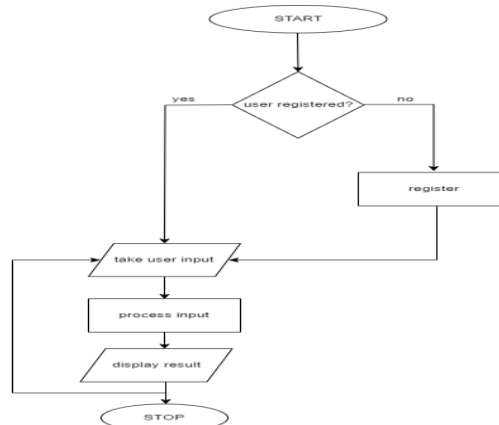 START
user registered?
yes
no
register
take user input
process input
display result
STOP